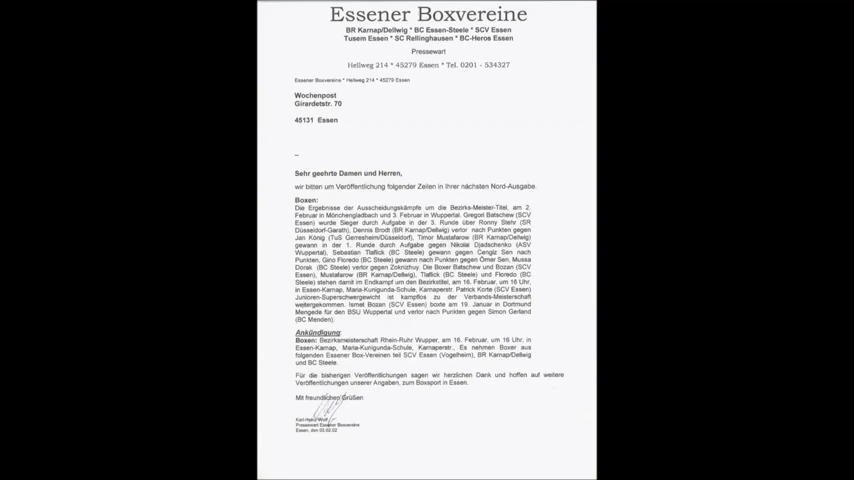 Essener Boxvereine
BR Karnap/Dellwig * BC Essen-Steele * SCV Essen
Tusem Essen * SC Rellinghausen * BC-Heros Essen
Pressewart
Hellweg 214 * 45279 Essen * Tel. 0201 - 534327
Essener Boxvereine * Hellweg 214 * 45279 Essen
Wochenpost
Girardetstr. 70
45131 Essen
–
Sehr geehrte Damen und Herren,
wir bitten um Veröffentlichung folgender Zeilen in Ihrer nächsten Nord-Ausgabe.
Boxen:
Die Ergebnisse der Ausscheidungskämpfe um die Bezirks-Meister-Titel, am 2.
Februar in Mönchengladbach und 3. Februar in Wuppertal. Gregori Batschew (SCV
Essen) wurde Sieger durch Aufgabe in der 3. Runde über Ronny Stehr (SR
Düsseldorf-Garath), Dennis Brodt (BR Karnap/Dellwig) verlor nach Punkten gegen
Jan König (TuS Gerresheim/Düsseldorf), Timor Mustafarow (BR Karnap/Dellwig)
gewann in der 1. Runde durch Aufgabe gegen Nikolai Djadschenko (ASV
Wuppertal), Sebastian Tlaflick (BC Steele) gewann gegen Cengiz Sen nach
Punkten, Gino Floredo (BC Steele) gewann nach Punkten gegen Ömer Sen, Mussa
Dorak (BC Steele) verlor gegen Zoknizhuy. Die Boxer Batschew und Bozan (SCV
Essen), Mustafarow (BR Karnap/Dellwig), Tlaflick (BC Steele) und Floredo (BC
Steele) stehen damit im Endkampf um den Bezirkstitel, am 16. Februar, um 16 Uhr,
in Essen-Karnap, Maria-Kunigunda-Schule, Karnaperstr. Patrick Korte (SCV Essen)
Junioren-Superschwergewicht ist kampflos zu der Verbands-Meisterschaft
weitergekommen. Ismet Bozan (SCV Essen) boxte am 19. Januar in Dortmund
Mengede für den BSU Wuppertal und verlor nach Punkten gegen Simon Gerland
(BC Menden).
Ankündigung:
Boxen: Bezirksmeisterschaft Rhein-Ruhr Wupper, am 16. Februar, um 16 Uhr, in
Essen-Karnap, Maria-Kunigunda-Schule, Karnaperstr., Es nehmen Boxer aus
folgenden Essener Box-Vereinen teil SCV Essen (Vogelheim), BR Karnap/Dellwig
und BC Steele.
Für die bisherigen Veröffentlichungen sagen wir herzlichen Dank und hoffen auf weitere
Veröffentlichungen unserer Angaben, zum Boxsport in Essen.
Mit freundlichen Grüßen
Karl-Heinz Wolf
Pressewart Essener Boxvereine
Essen, den 03.02.02